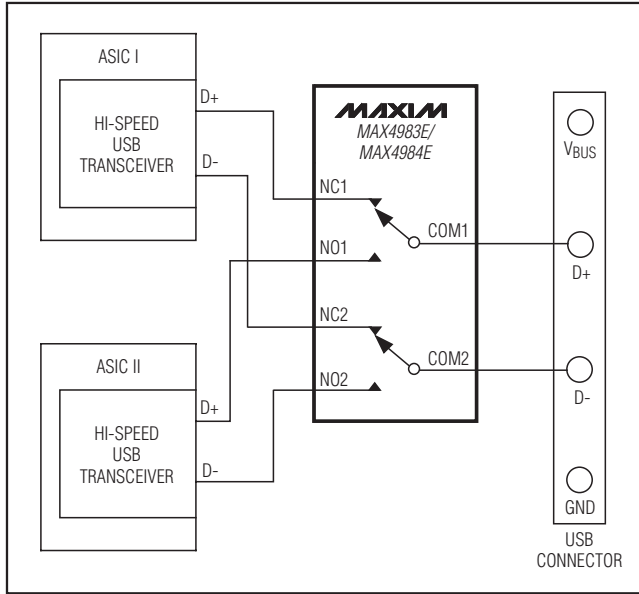 ASIC I
HI-SPEED
USB
TRANSCEIVER
D+
D-
MAXIM
MAX4983E/
MAX4984E
NC1
NO1
NC2
NO2
COM1
COM2
VBUS
D+
D-
GND
USB
CONNECTOR
ASIC II
HI-SPEED
USB
TRANSCEIVER
D+
D-